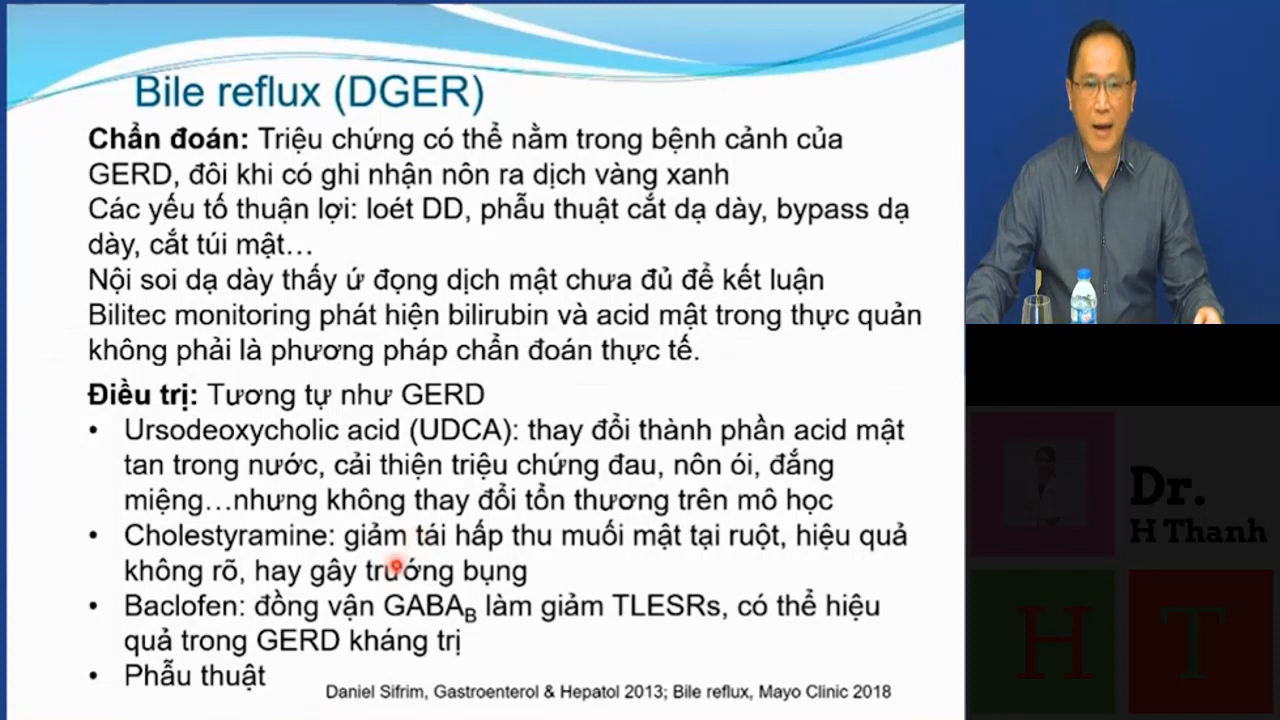 Bile reflux (DGER)
Chẩn đoán: Triệu chứng có thể nằm trong bệnh cảnh của
GERD, đôi khi có ghi nhận nôn ra dịch vàng xanh
Các yếu tố thuận lợi: loét DD, phẫu thuật cắt dạ dày, bypass dạ
dày, cắt túi mật…
Nội soi dạ dày thấy ứ đọng dịch mật chưa đủ để kết luận
Bilitec monitoring phát hiện bilirubin và acid mật trong thực quản
không phải là phương pháp chẩn đoán thực tế.
Điều trị: Tương tự như GERD
• Ursodeoxycholic acid (UDCA): thay đổi thành phần acid mật
tan trong nước, cải thiện triệu chứng đau, nôn ói, đắng
miệng…nhưng không thay đổi tổn thương trên mô học
• Cholestyramine: giảm tái hấp thu muối mật tại ruột, hiệu quả
không rõ, hay gây trướng bụng
• Baclofen: đồng vận GABAB làm giảm TLESRs, có thể hiệu
quả trong GERD kháng trị
• Phẫu thuật
Daniel Sifrim, Gastroenterol & Hepatol 2013; Bile reflux, Mayo Clinic 2018
Dr.
H Thanh
H T